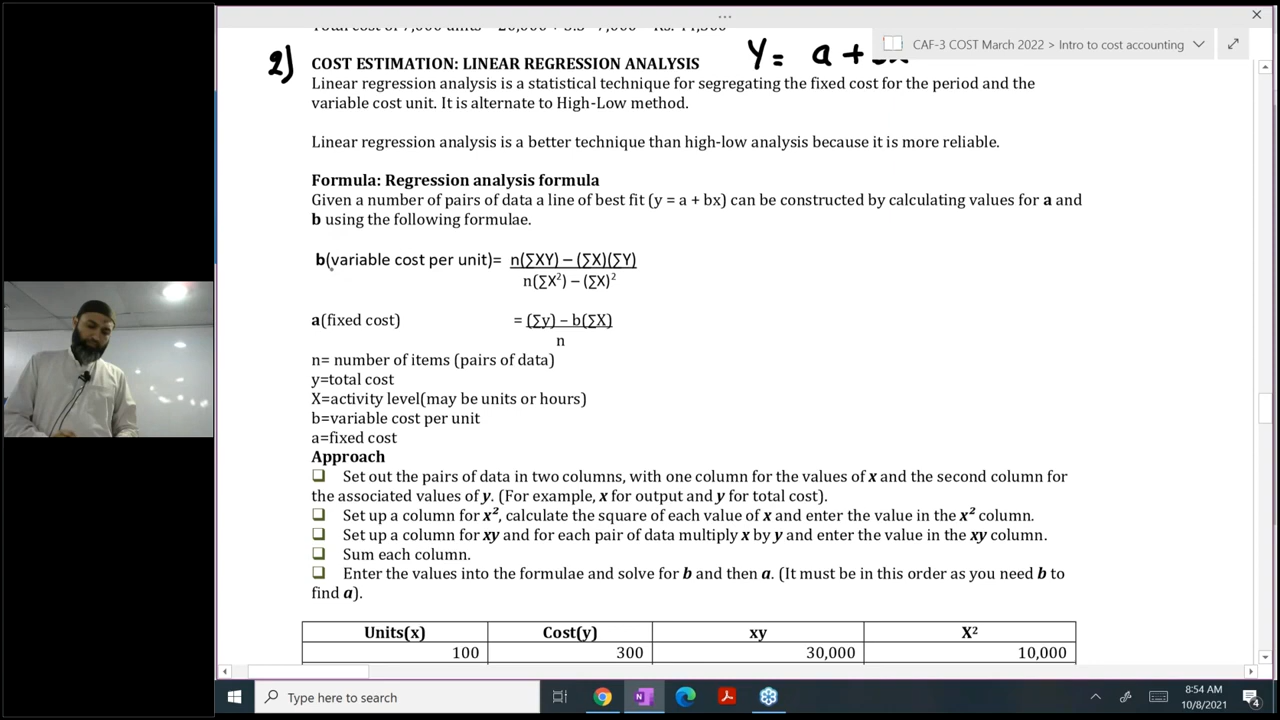 CAF-3 COST March 2022 > Intro to cost accounting
2) COST ESTIMATION: LINEAR REGRESSION ANALYSIS Y= a +
Linear regression analysis is a statistical technique for segregating the fixed cost for the period and the
variable cost unit. It is alternate to High-Low method.
Linear regression analysis is a better technique than high-low analysis because it is more reliable.
Formula: Regression analysis formula
Given a number of pairs of data a line of best fit (y = a + bx) can be constructed by calculating values for a and
b using the following formulae.
b(variable cost per unit)= n(∑XY) – (∑X)(∑Y)
n(∑X²) – (∑X)²
a(fixed cost) = (∑y) – b(∑X)
n
n= number of items (pairs of data)
y=total cost
X=activity level(may be units or hours)
b=variable cost per unit
a=fixed cost
Approach
❑ Set out the pairs of data in two columns, with one column for the values of x and the second column for
the associated values of y. (For example, x for output and y for total cost).
❑ Set up a column for x², calculate the square of each value of x and enter the value in the x² column.
❑ Set up a column for xy and for each pair of data multiply x by y and enter the value in the xy column.
❑ Sum each column.
❑ Enter the values into the formulae and solve for b and then a. (It must be in this order as you need b to
find a).
Units(x) Cost(y) xy X²
100 300 30,000 10,000
Type here to search
8:54 AM
10/8/2021
4